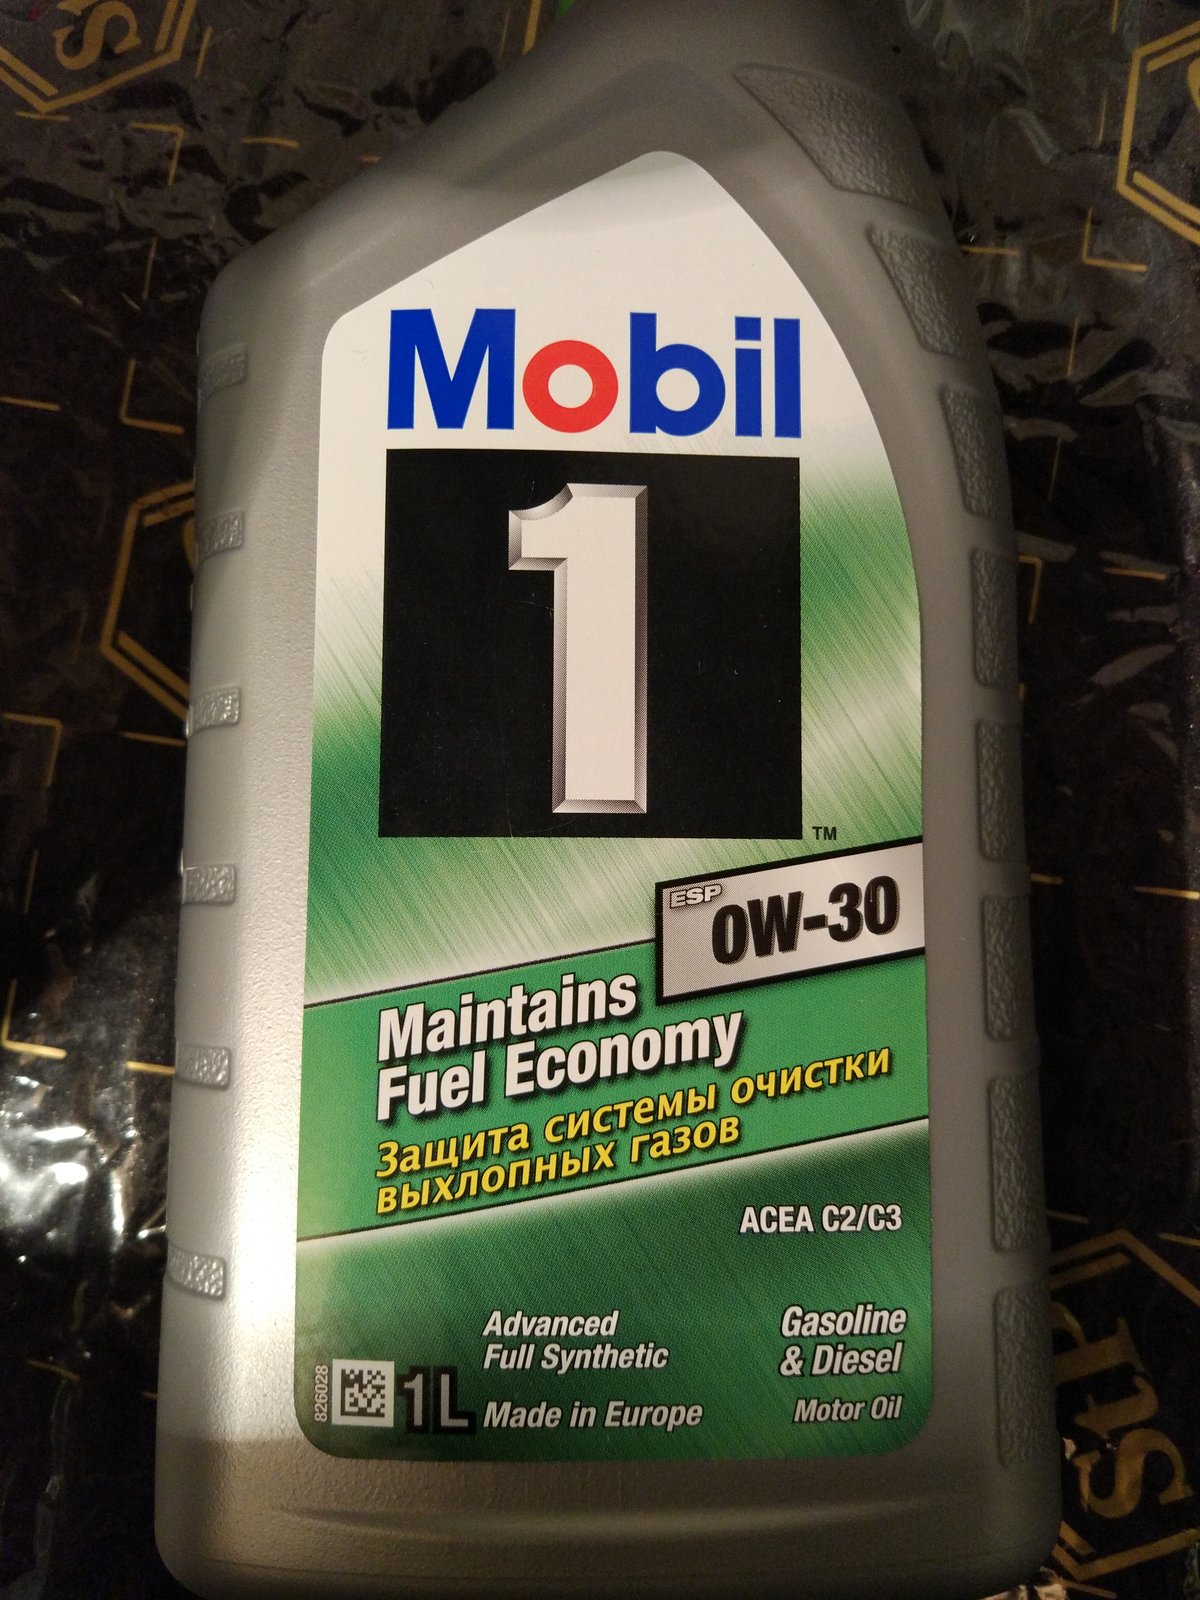 Mobil
1
TM
ESP
0W-30
Maintains
Fuel Economy
Защита системы очистки
выхлопных газов
ACEA C2/C3
Advanced
Full Synthetic
Gasoline
& Diesel
826028
1L
Made in Europe
Motor Oil
StP